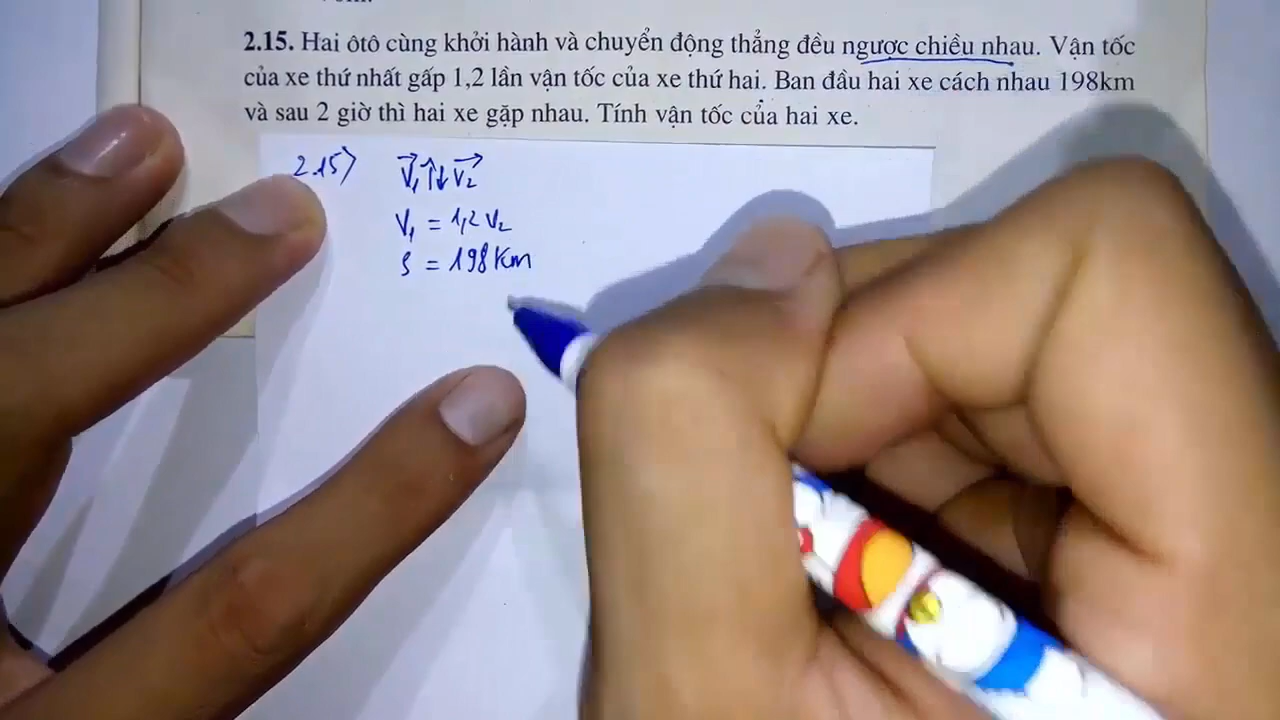 2.15. Hai ôtô cùng khởi hành và chuyển động thẳng đều ngược chiều nhau. Vận tốc
của xe thứ nhất gấp 1,2 lần vận tốc của xe thứ hai. Ban đầu hai xe cách nhau 198km
và sau 2 giờ thì hai xe gặp nhau. Tính vận tốc của hai xe.
2.15) V₁↑↓V₂
V₁ = 1,2 V₂
S = 198 Km